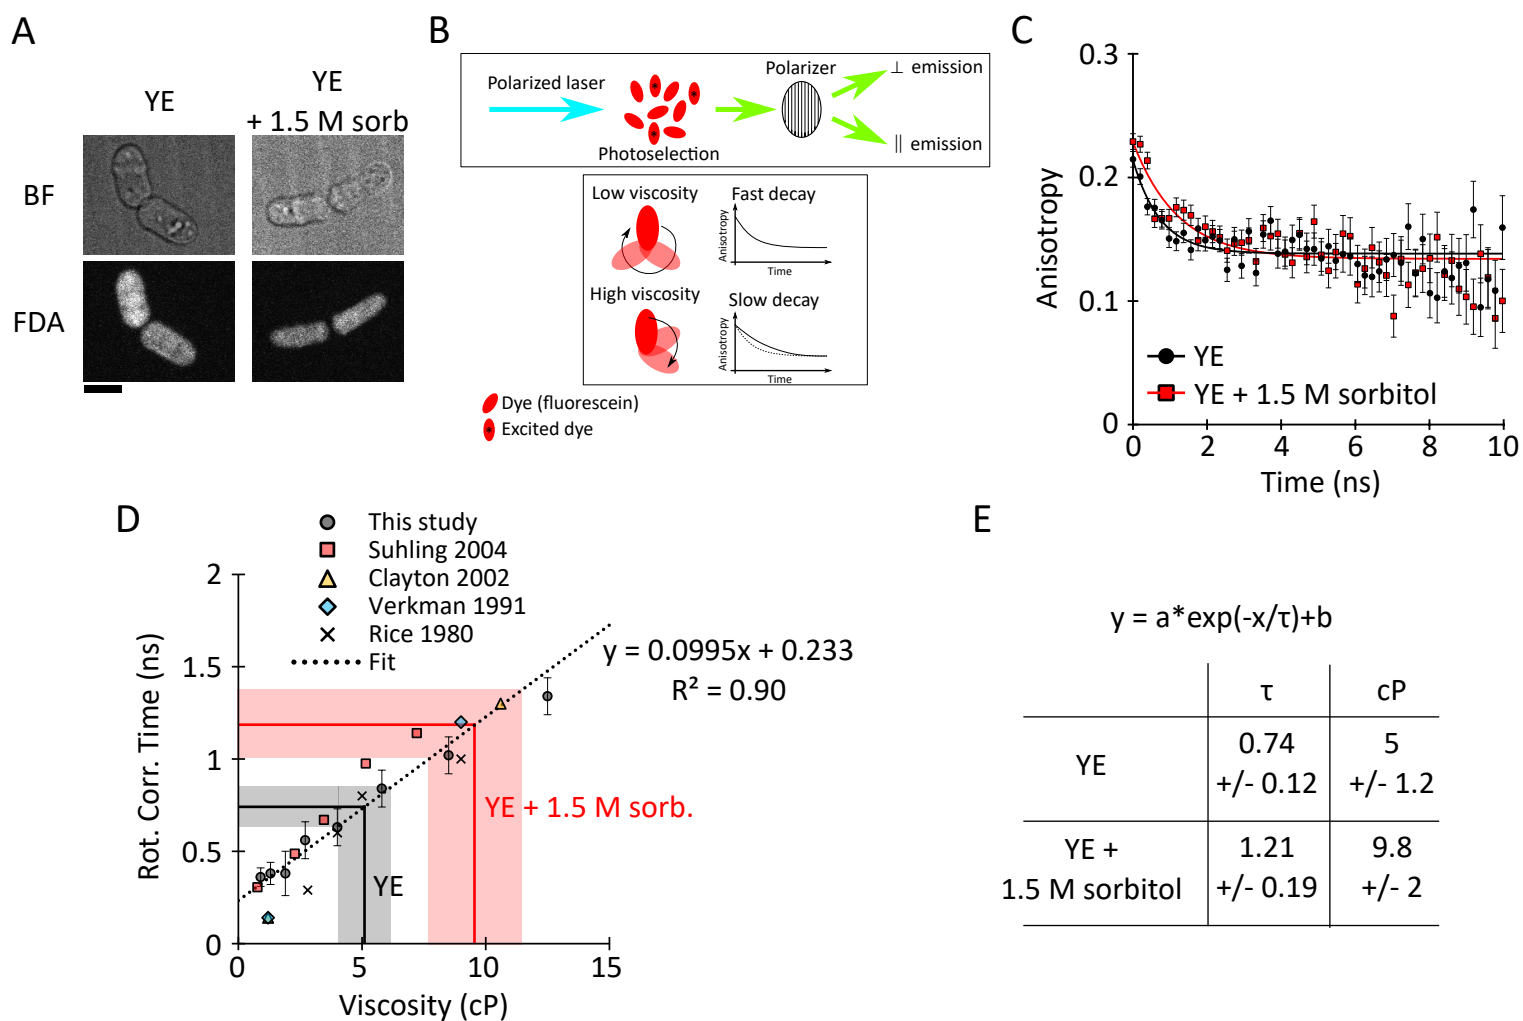 A
YE
YE
+ 1.5 M sorb
BF
FDA
B
Polarized laser
Photoselection
Polarizer
⊥ emission
|| emission
Low viscosity
Fast decay
Anisotropy
Time
High viscosity
Slow decay
Anisotropy
Time
Dye (fluorescein)
Excited dye
C
Anisotropy
0.3
0.2
0.1
0
YE
YE + 1.5 M sorbitol
0 2 4 6 8 10
Time (ns)
D
This study
Suhling 2004
Clayton 2002
Verkman 1991
Rice 1980
Fit
Rot. Corr. Time (ns)
2
1.5
1
0.5
0
y = 0.0995x + 0.233
R² = 0.90
YE + 1.5 M sorb.
YE
0 5 10 15
Viscosity (cP)
E
y = a*exp(-x/τ)+b
τ cP
YE
0.74 5
+/- 0.12 +/- 1.2
YE +
1.5 M sorbitol
1.21 9.8
+/- 0.19 +/- 2